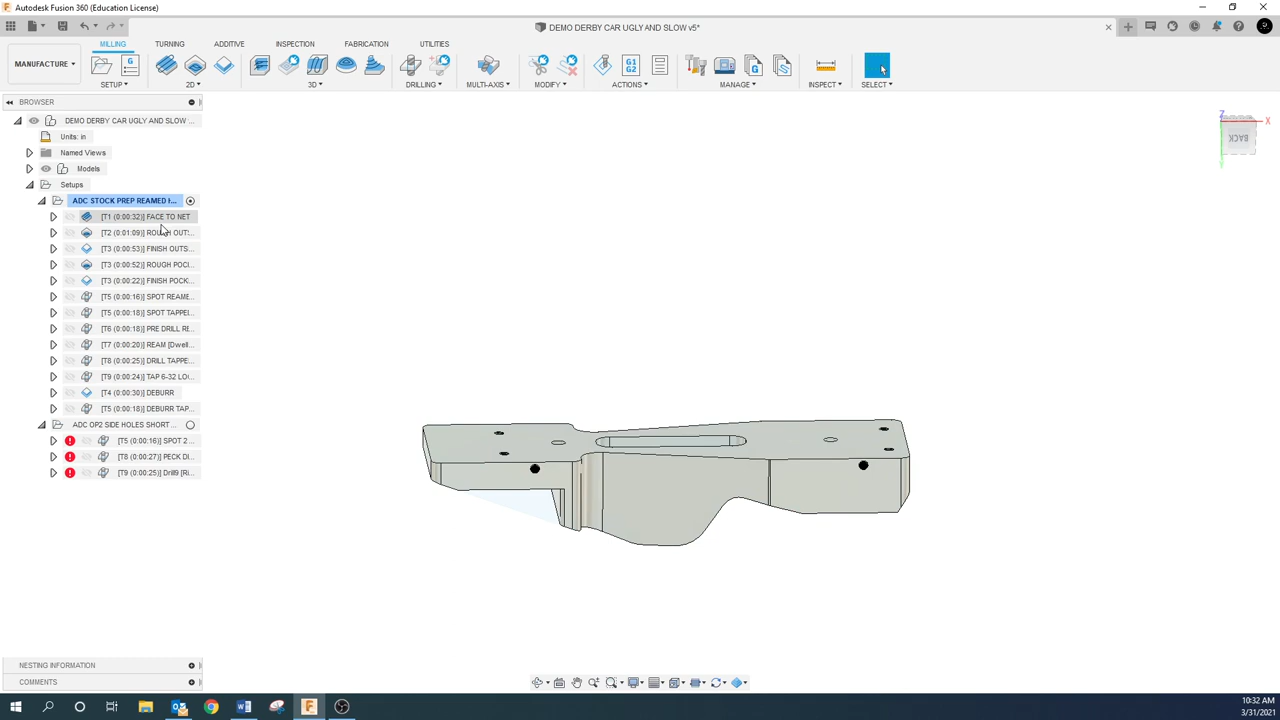 Autodesk Fusion 360 (Education License)
DEMO DERBY CAR UGLY AND SLOW v5*
MILLING TURNING ADDITIVE INSPECTION FABRICATION UTILITIES
MANUFACTURE
G1
G2
SETUP 2D 3D DRILLING MULTI-AXIS MODIFY ACTIONS MANAGE INSPECT SELECT
BROWSER
DEMO DERBY CAR UGLY AND SLOW ...
Units: in
Named Views
Models
Setups
ADC STOCK PREP REAMED H...
[T1 (0:00:32)] FACE TO NET
[T2 (0:01:09)] ROUGH OUT...
[T3 (0:00:53)] FINISH OUTS...
[T3 (0:00:52)] ROUGH POC...
[T3 (0:00:22)] FINISH POCK...
[T5 (0:00:16)] SPOT REAME...
[T5 (0:00:18)] SPOT TAPPE...
[T6 (0:00:18)] PRE DRILL RE...
[T7 (0:00:20)] REAM [Dwell...
[T8 (0:00:25)] DRILL TAPPE...
[T9 (0:00:24)] TAP 6-32 LO...
[T4 (0:00:30)] DEBURR
[T5 (0:00:18)] DEBURR TAP...
ADC OP2 SIDE HOLES SHORT ...
[T5 (0:00:16)] SPOT 2 ...
[T8 (0:00:27)] PECK D...
[T9 (0:00:25)] Drill9 [Ri...
Z
X
BACK
Y
NESTING INFORMATION
COMMENTS
10:32 AM
3/31/2021